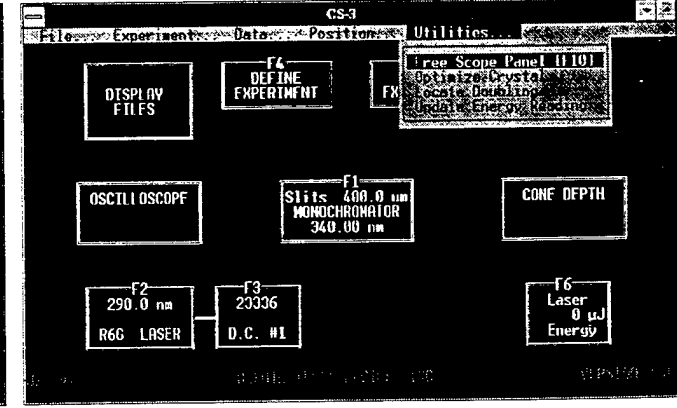 CS-3
File... Experiment... Data... Position... Utilities...
Free Scope Panel [F10]
Optimize Crystal
Locate Doubling
Update Energy Reading
DISPLAY
FILES
F4
DEFINE
EXPERIMENT
EX
OSCILLOSCOPE
F1
Slits 400.0 um
MONOCHROMATOR
340.00 nm
CONE DEPTH
F2
290.0 nm
R6G LASER
F3
23336
D.C. #1
F6
Laser
0 µJ
Energy